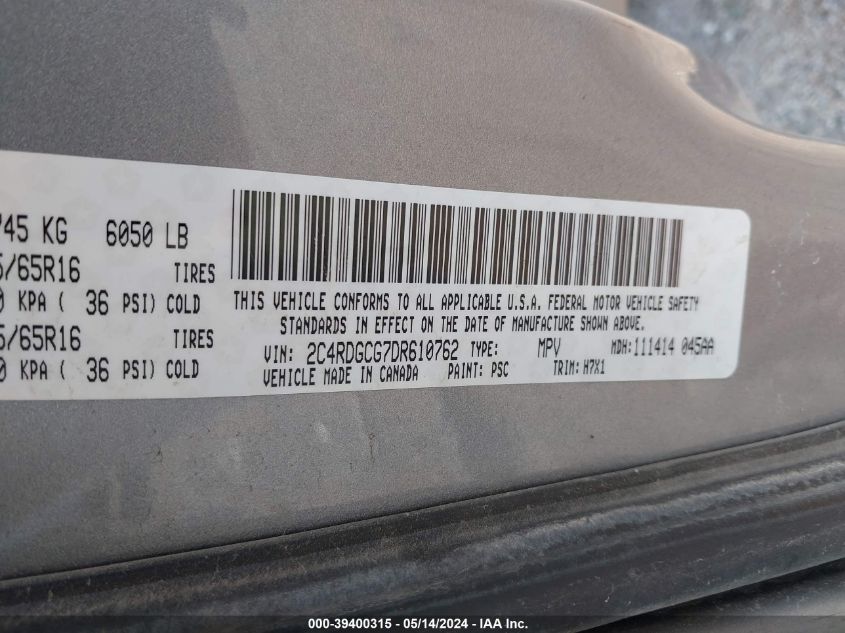 745 KG 6050 LB
5/65R16 TIRES
0 KPA ( 36 PSI) COLD
5/65R16 TIRES
0 KPA ( 36 PSI) COLD
THIS VEHICLE CONFORMS TO ALL APPLICABLE U.S.A. FEDERAL MOTOR VEHICLE SAFETY
STANDARDS IN EFFECT ON THE DATE OF MANUFACTURE SHOWN ABOVE.
VIN: 2C4RDGCG7DR610762 TYPE: MPV MDH: 111414 045AA
VEHICLE MADE IN CANADA PAINT: PSC TRIM: H7X1
000-39400315 / 05/14/2024 - IAA Inc.